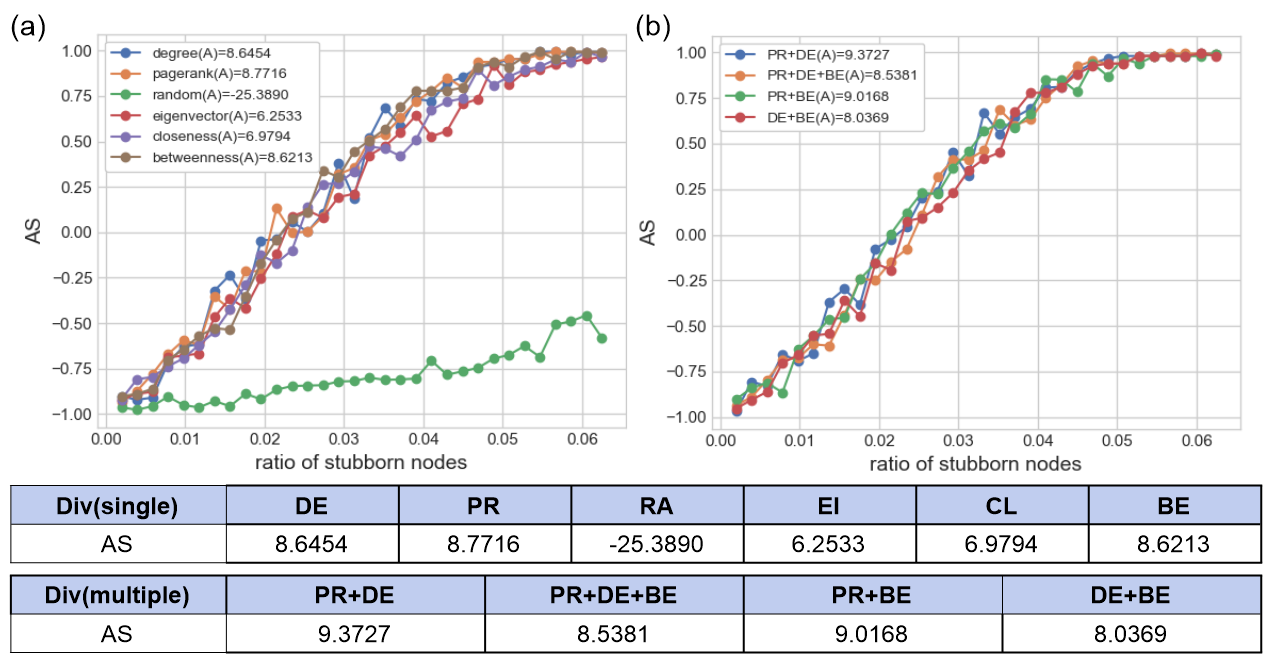 (a)
1.00
0.75
0.50
0.25
0.00
−0.25
−0.50
−0.75
−1.00
AS
degree(A)=8.6454
pagerank(A)=8.7716
random(A)=-25.3890
eigenvector(A)=6.2533
closeness(A)=6.9794
betweenness(A)=8.6213
0.00 0.01 0.02 0.03 0.04 0.05 0.06
ratio of stubborn nodes
(b)
1.00
0.75
0.50
0.25
0.00
−0.25
−0.50
−0.75
−1.00
AS
PR+DE(A)=9.3727
PR+DE+BE(A)=8.5381
PR+BE(A)=9.0168
DE+BE(A)=8.0369
0.00 0.01 0.02 0.03 0.04 0.05 0.06
ratio of stubborn nodes
Div(single) DE PR RA EI CL BE
AS 8.6454 8.7716 -25.3890 6.2533 6.9794 8.6213
Div(multiple) PR+DE PR+DE+BE PR+BE DE+BE
AS 9.3727 8.5381 9.0168 8.0369